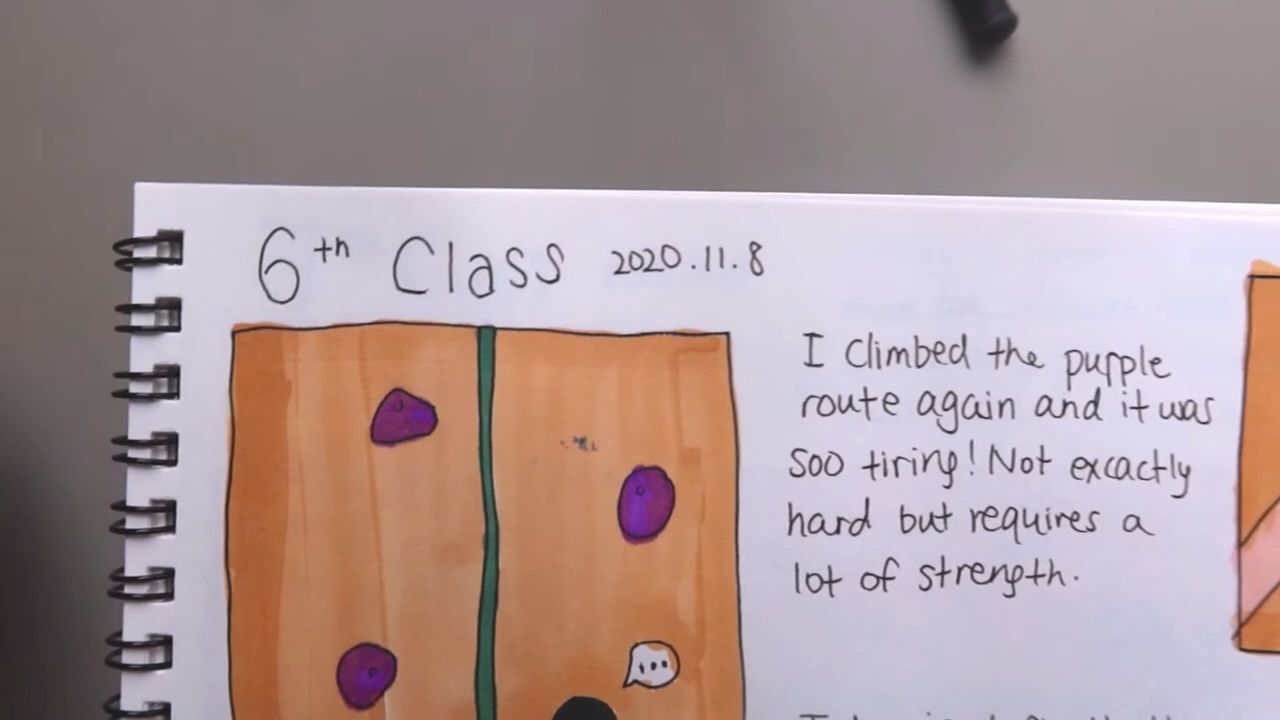 6th Class 2020.11.8
I climbed the purple
route again and it was
soo tiring! Not excactly
hard but requires a
lot of strength.
...